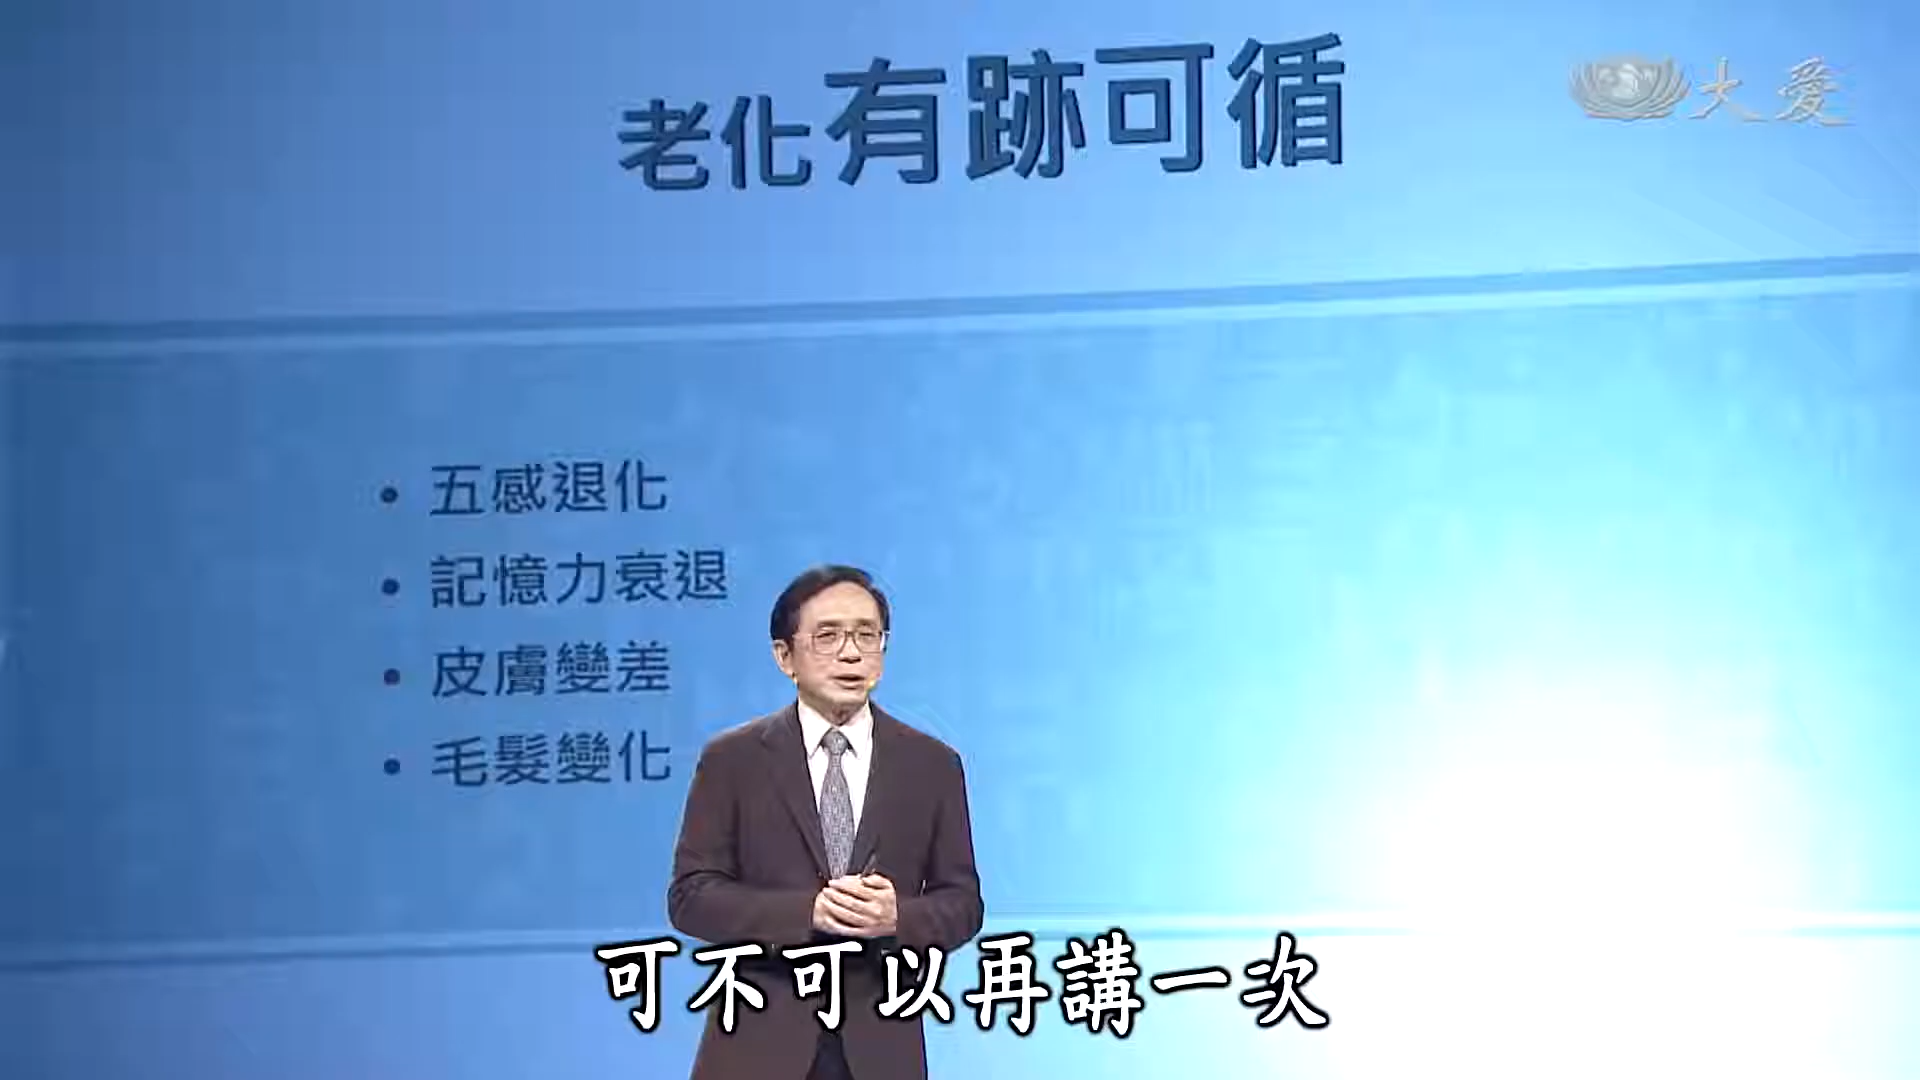 老化有跡可循
大愛
• 五感退化
• 記憶力衰退
• 皮膚變差
• 毛髮變化
可不可以再講一次